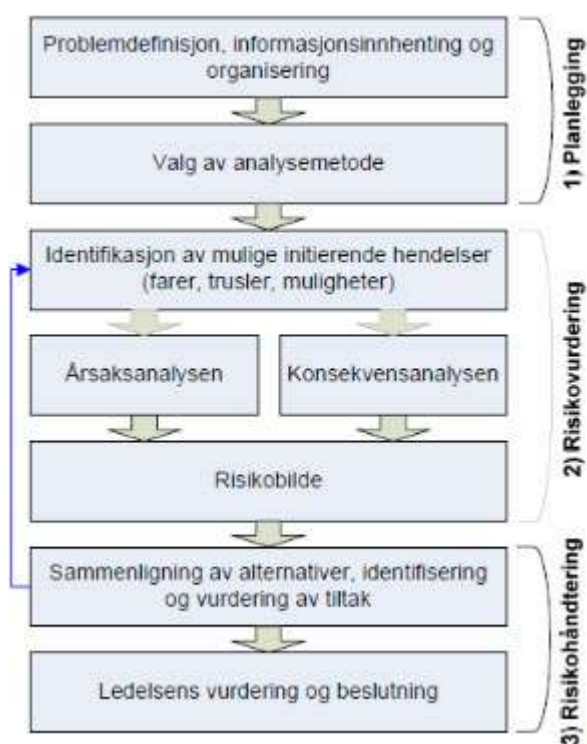 Problemdefinisjon, informasjonsinnhenting og
organisering
Valg av analysemetode
1) Planlegging
Identifikasjon av mulige initierende hendelser
(farer, trusler, muligheter)
Årsaksanalysen
Konsekvensanalysen
Risikobilde
2) Risikovurdering
Sammenligning av alternativer, identifisering
og vurdering av tiltak
Ledelsens vurdering og beslutning
3) Risikohåndtering